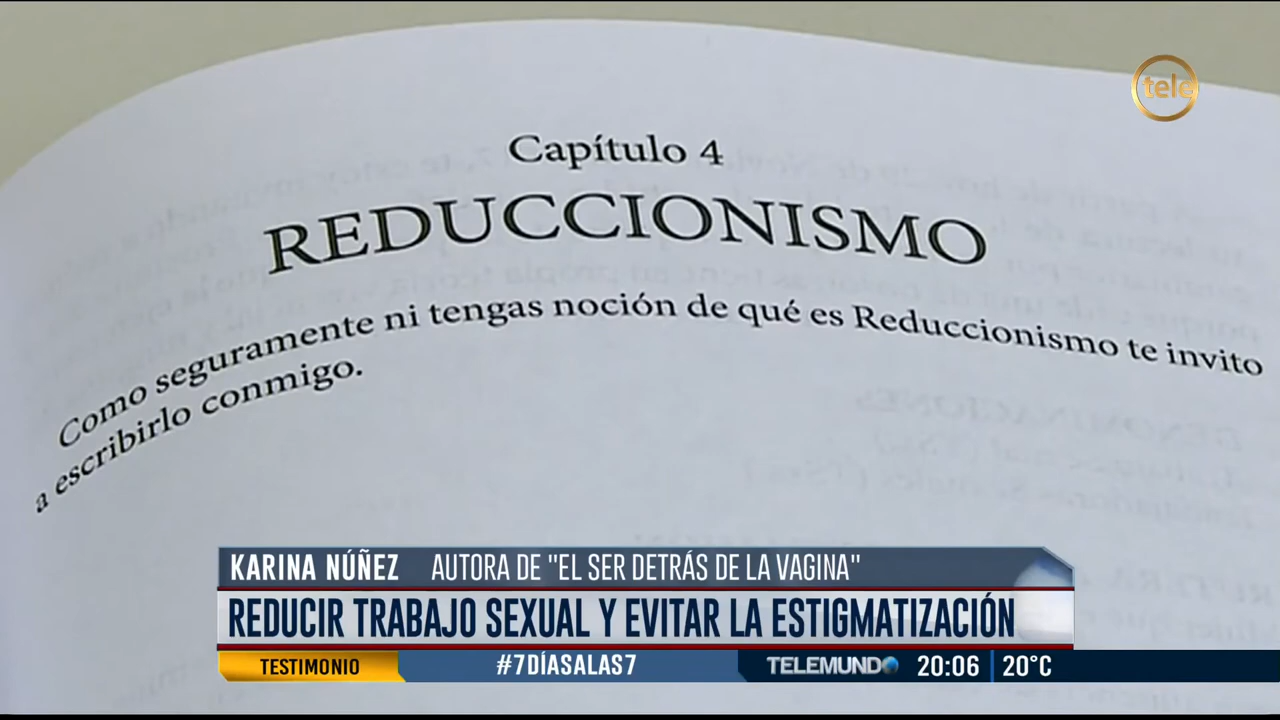 tele
Capítulo 4
REDUCCIONISMO
Como seguramente ni tengas noción de qué es Reduccionismo te invito
a escribirlo conmigo.
KARINA NÚÑEZ AUTORA DE "EL SER DETRÁS DE LA VAGINA"
REDUCIR TRABAJO SEXUAL Y EVITAR LA ESTIGMATIZACIÓN
TESTIMONIO #7DÍASALAS7 TELEMUNDO 20:06 20°C